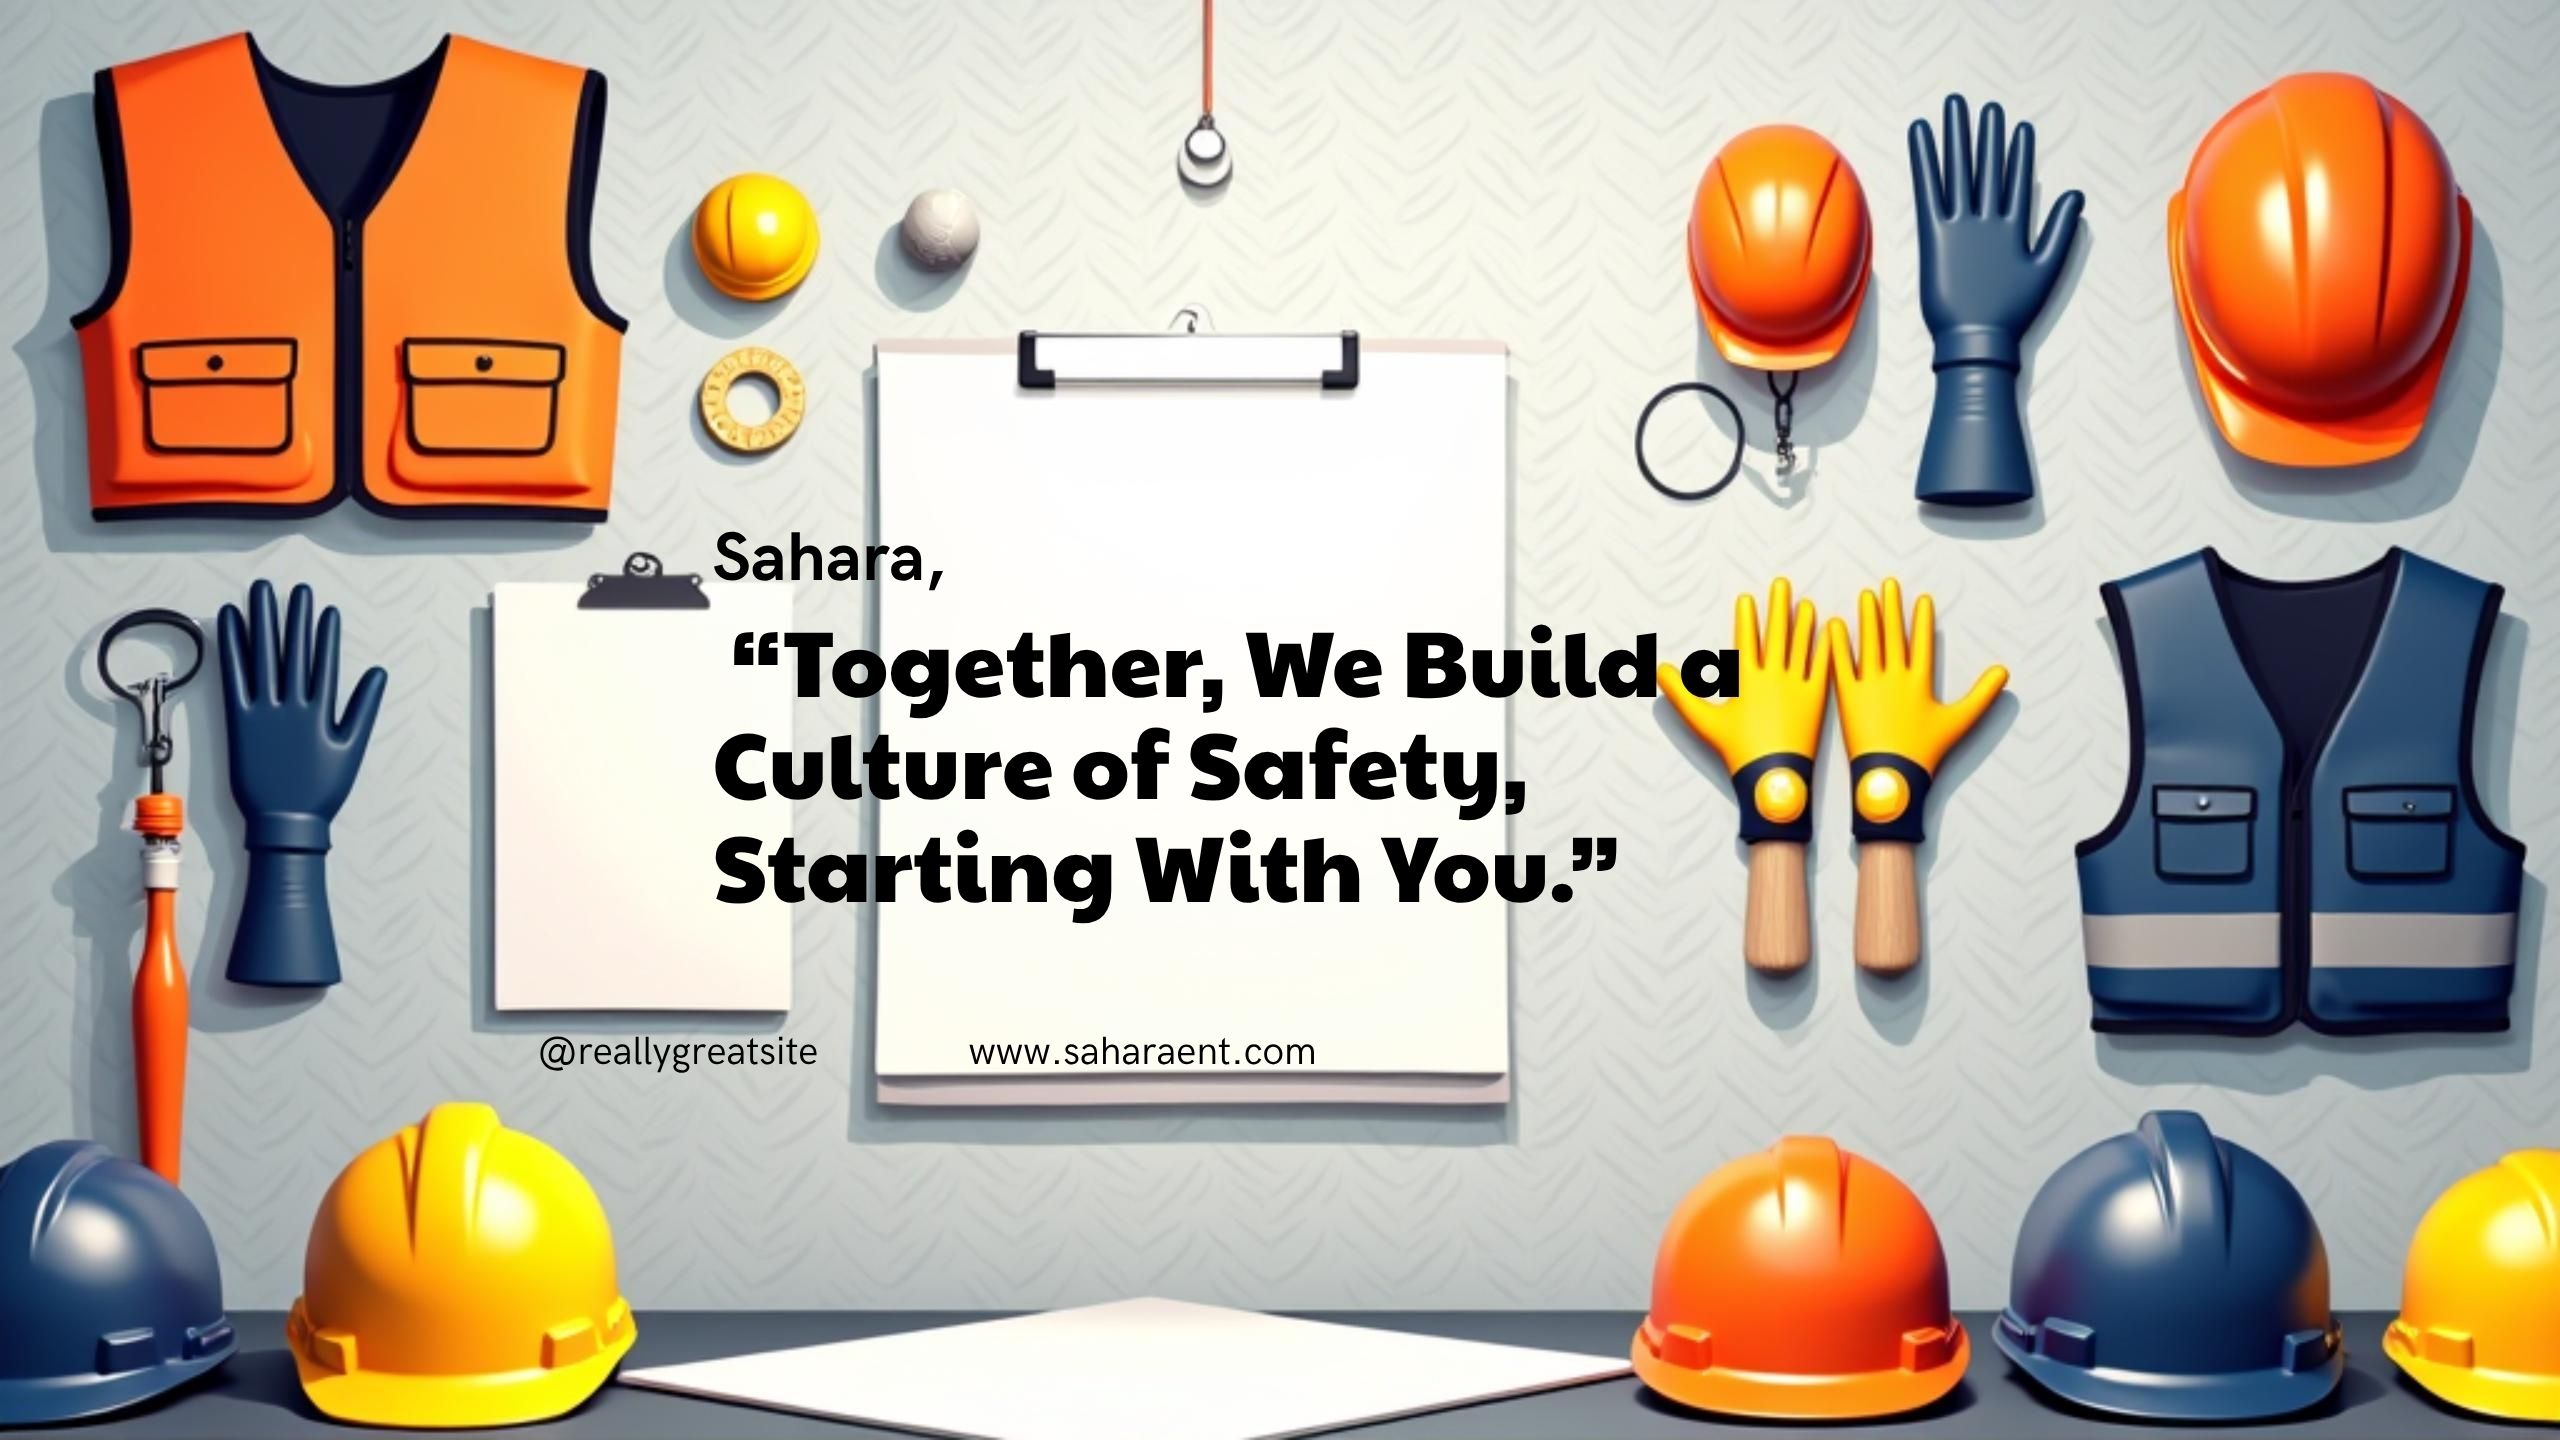 Sahara,
“Together, We Build a
Culture of Safety,
Starting With You.”
@reallygreatsite
www.saharaent.com